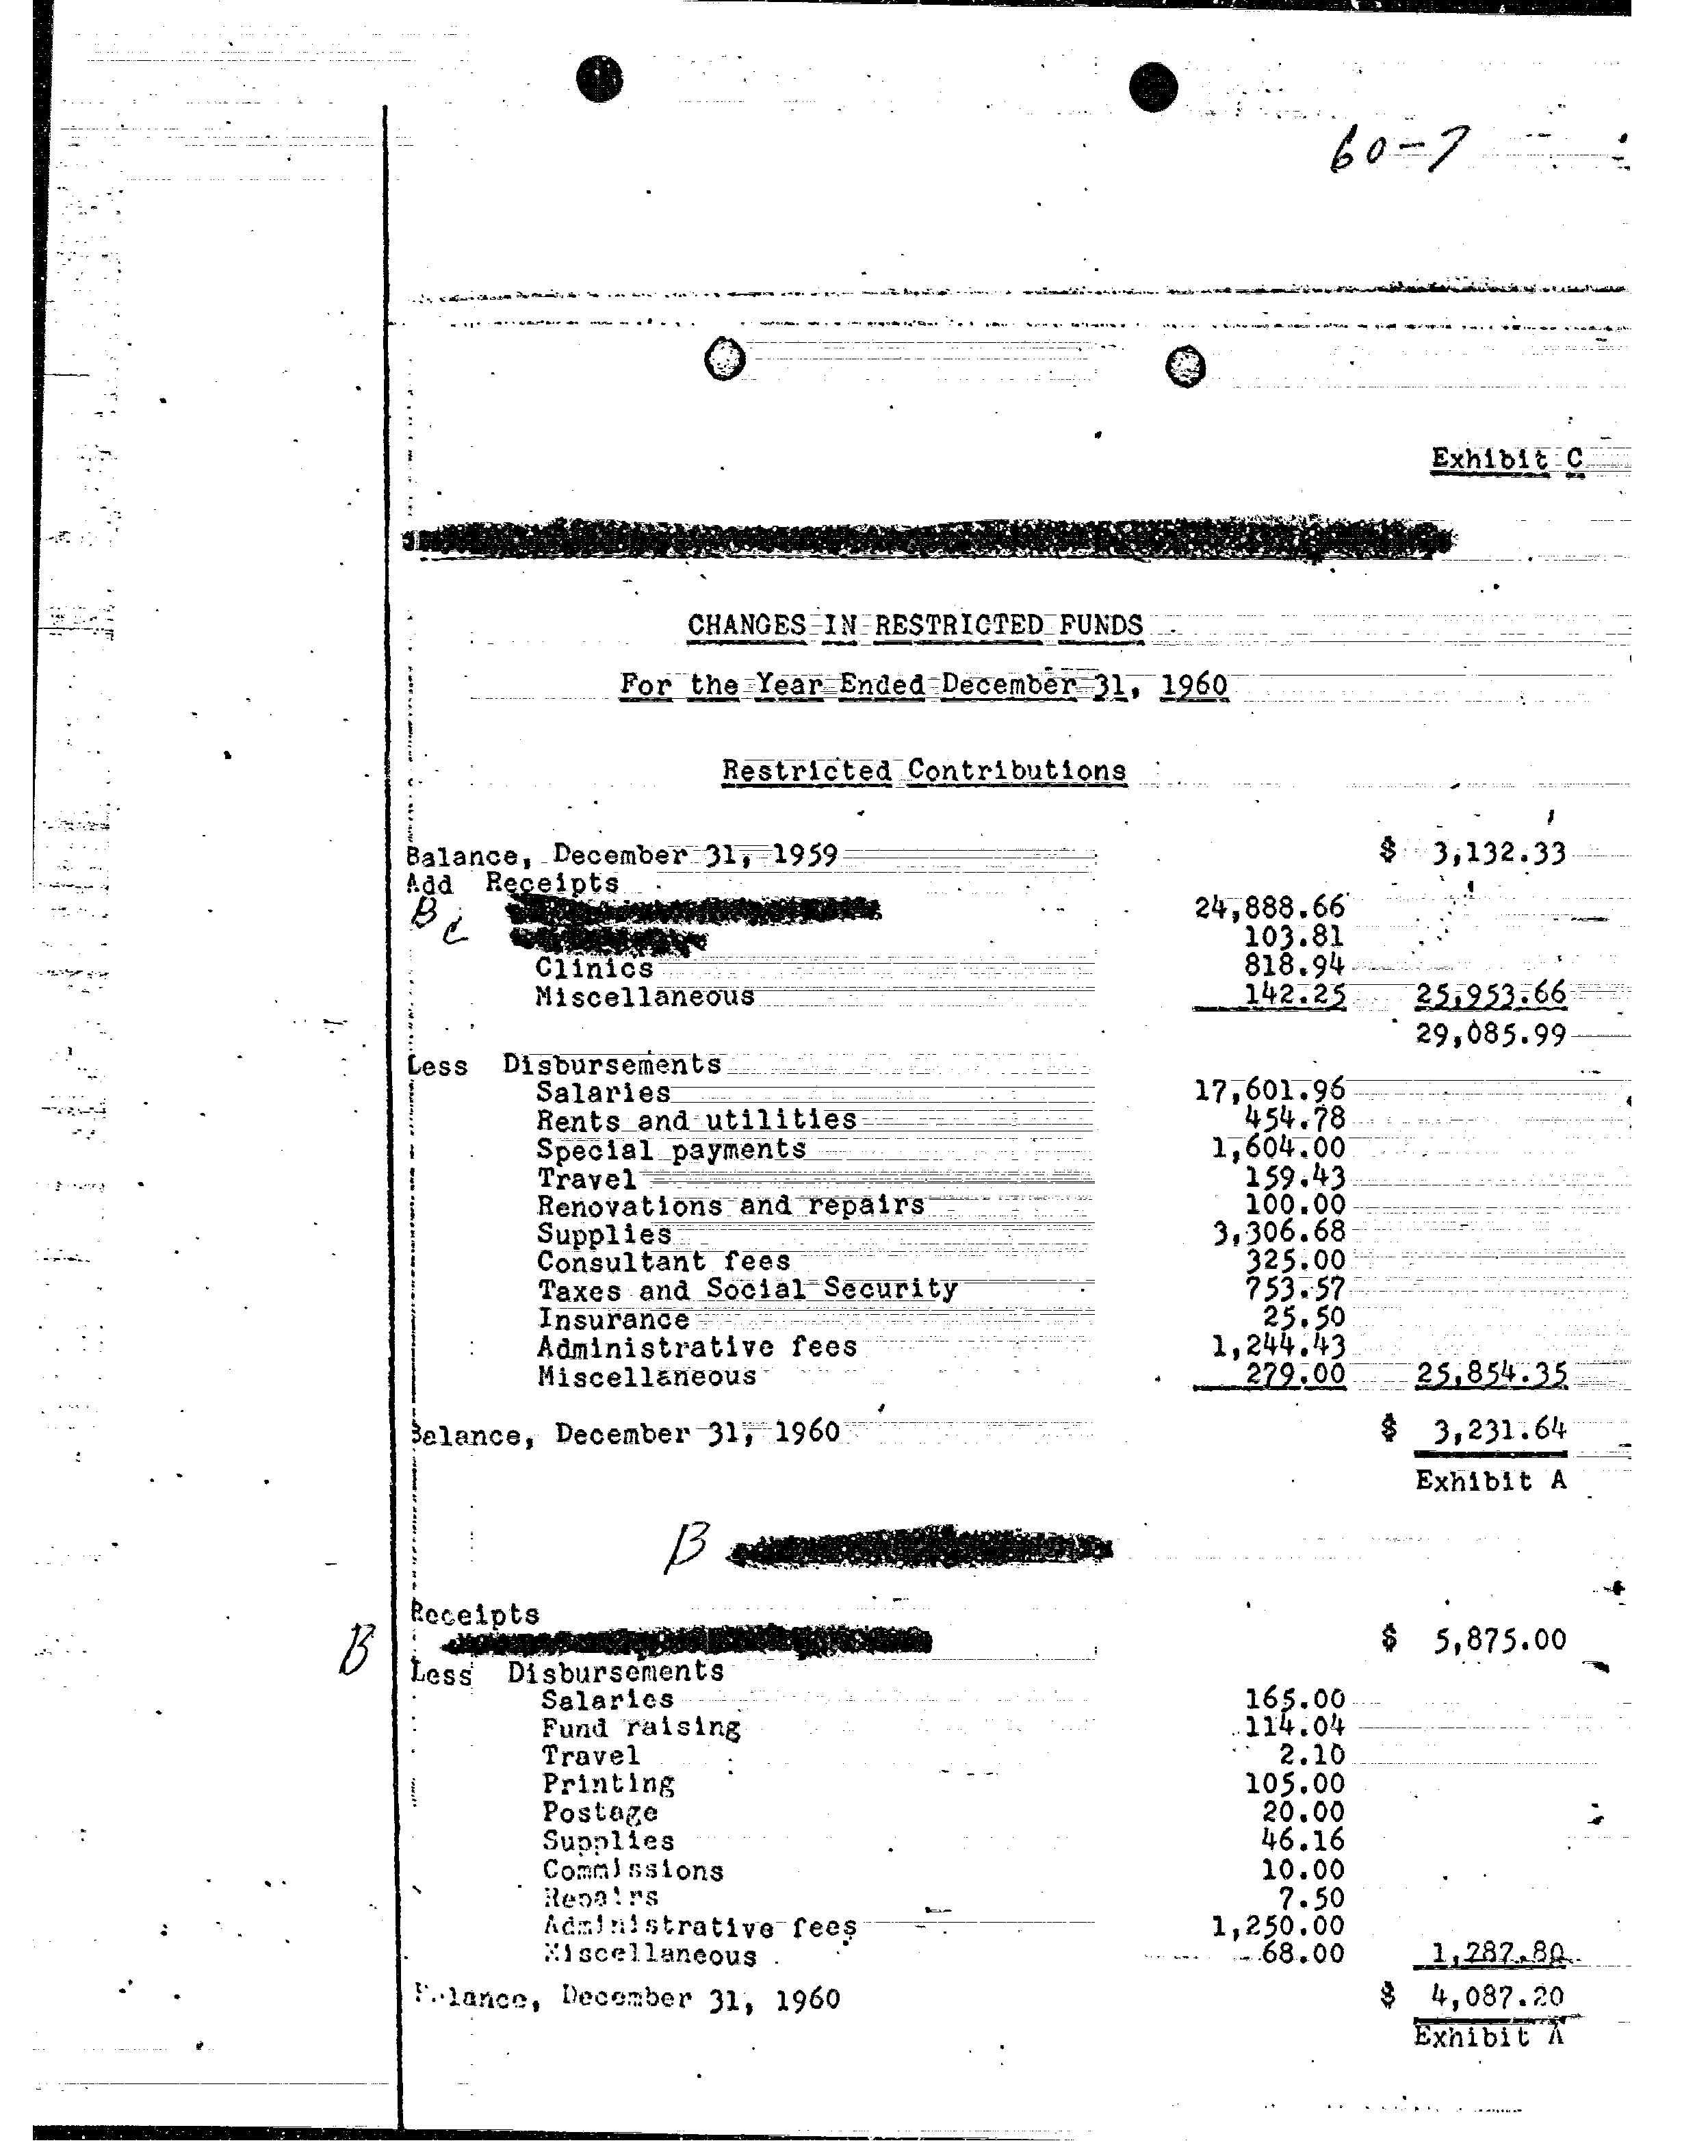 60-7
Exhibit C
CHANGES IN RESTRICTED FUNDS
For the Year Ended December 31, 1960
Restricted Contributions
Balance, December 31, 1959 $ 3,132.33
Add Receipts
B 24,888.66
C 103.81
Clinics 818.94
Miscellaneous 142.25 25,953.66
29,085.99
Less Disbursements
Salaries 17,601.96
Rents and utilities 454.78
Special payments 1,604.00
Travel 159.43
Renovations and repairs 100.00
Supplies 3,306.68
Consultant fees 325.00
Taxes and Social Security 753.57
Insurance 25.50
Administrative fees 1,244.43
Miscellaneous 279.00 25,854.35
Balance, December 31, 1960 $ 3,231.64
Exhibit A
B
Receipts
B $ 5,875.00
Less Disbursements
Salaries 165.00
Fund raising 114.04
Travel 2.10
Printing 105.00
Postage 20.00
Supplies 46.16
Commissions 10.00
Repairs 7.50
Administrative fees 1,250.00
Miscellaneous 68.00 1,787.80
Balance, December 31, 1960 $ 4,087.20
Exhibit A